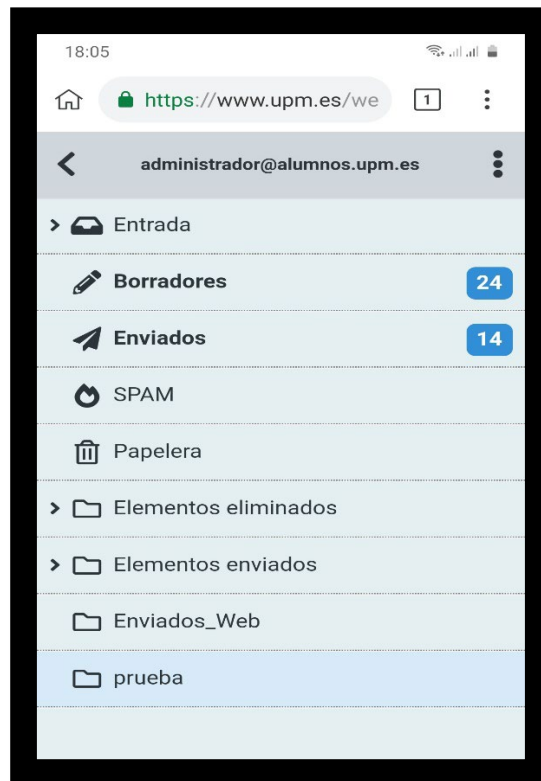 18:05
https://www.upm.es/we 1
administrador@alumnos.upm.es
Entrada
Borradores 24
Enviados 14
SPAM
Papelera
Elementos eliminados
Elementos enviados
Enviados_Web
prueba